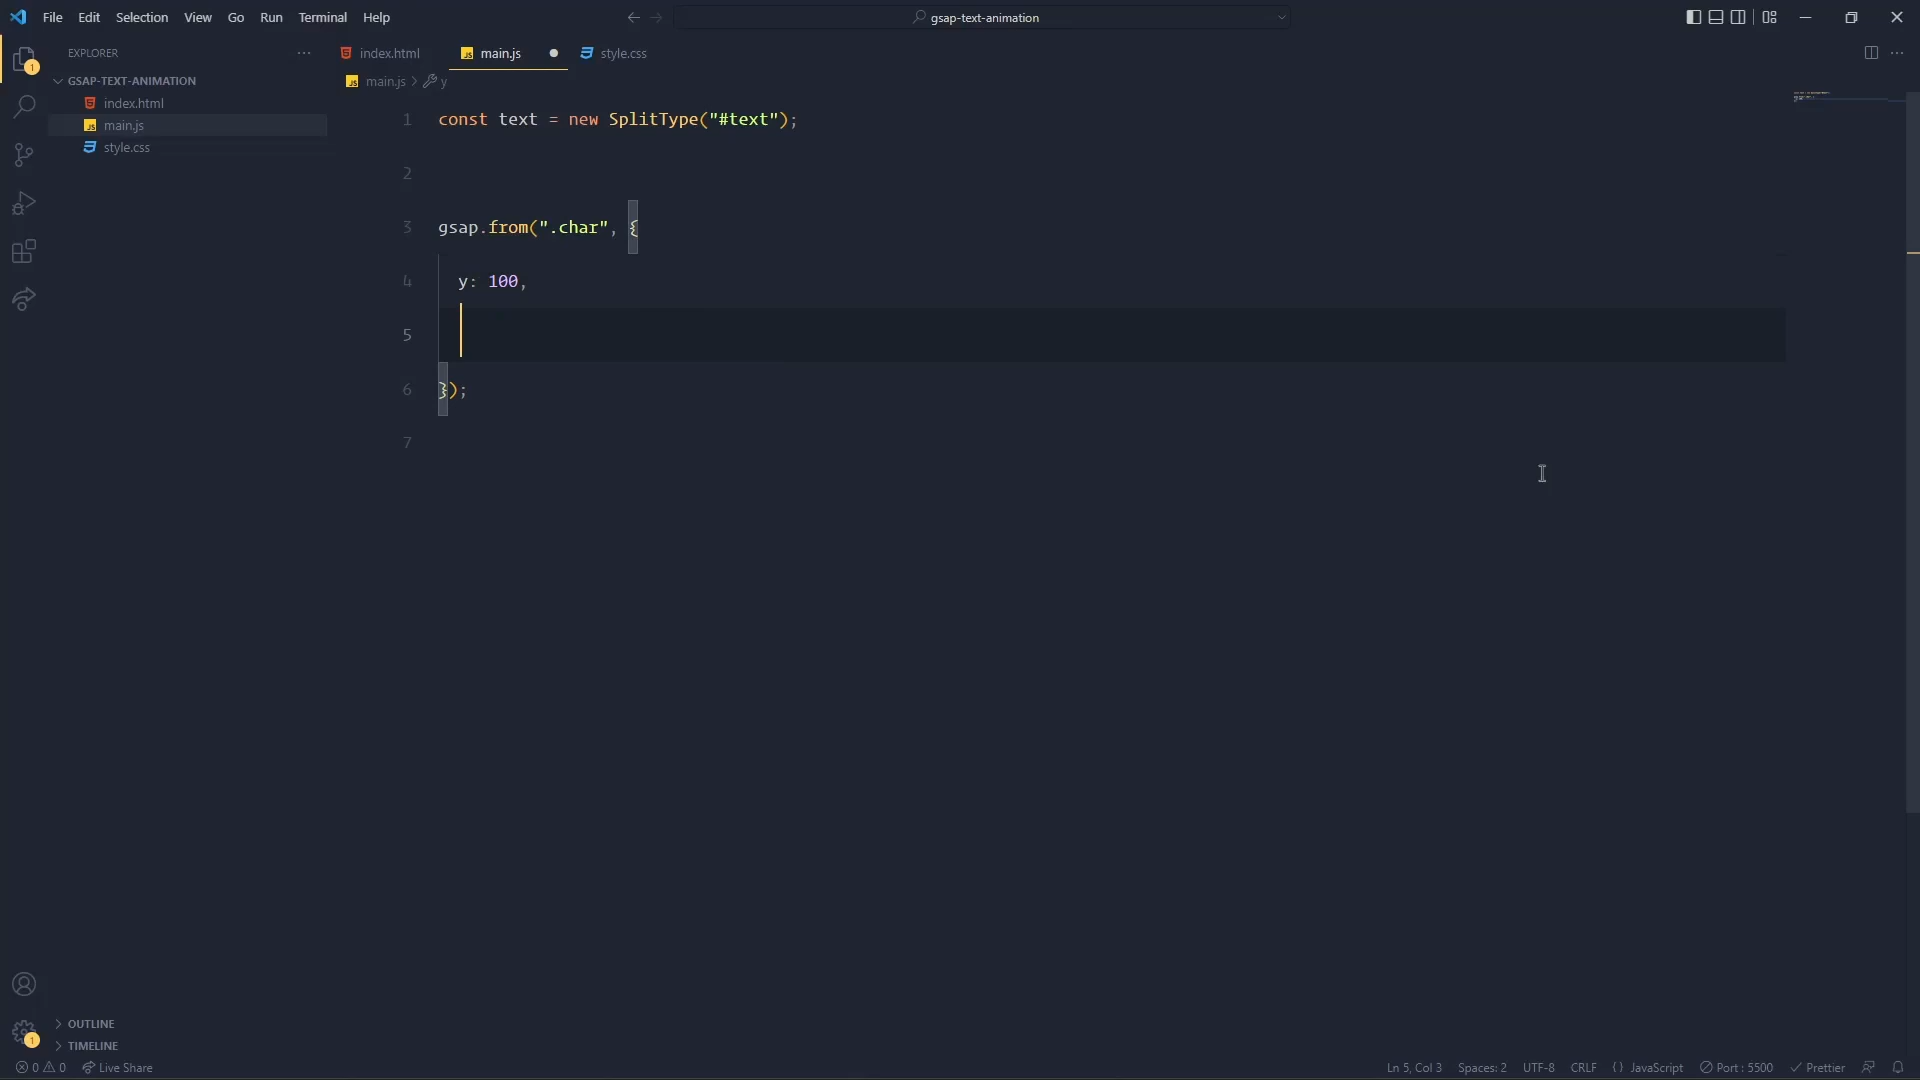 File Edit Selection View Go Run Terminal Help
gsap-text-animation
EXPLORER
index.html
main.js
style.css
GSAP-TEXT-ANIMATION
main.js > y
index.html
main.js
style.css
1 const text = new SplitType("#text");
2
3 gsap.from(".char", {
4 y: 100,
5
6 });
7
1
OUTLINE
1
TIMELINE
0 0 Live Share
Ln 5, Col 3 Spaces: 2 UTF-8 CRLF { } JavaScript Port : 5500 Prettier